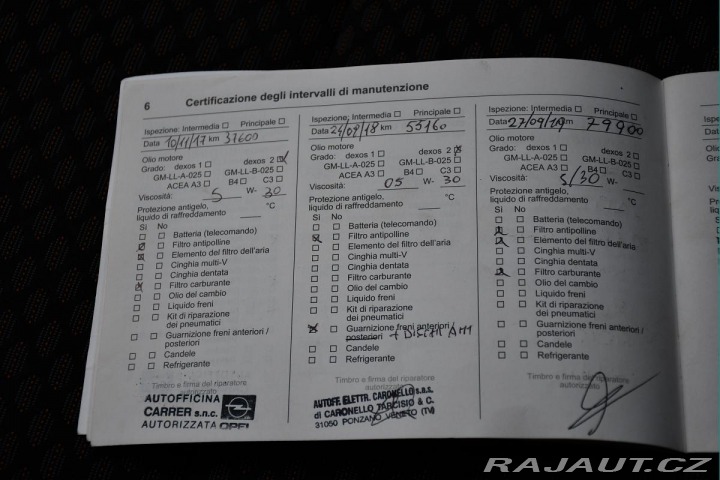 6 Certificazione degli intervalli di manutenzione
Ispezione: Intermedia Principale
Data 10/11/17 km 37600
Olio motore
Grado: dexos 1 dexos 2
GM-LL-A-025 GM-LL-B-025
ACEA A3 B4 C3
Viscosità: 5 W- 30
Protezione antigelo,
liquido di raffreddamento °C
Sì No
Batteria (telecomando)
Filtro antipolline
Elemento del filtro dell'aria
Cinghia multi-V
Cinghia dentata
Filtro carburante
Olio del cambio
Liquido freni
Kit di riparazione
dei pneumatici
Guarnizione freni anteriori /
posteriori
Candele
Refrigerante
Timbro e firma del riparatore
autorizzato
AUTOFFICINA
CARRER s.n.c.
AUTORIZZATA OPEL
Ispezione: Intermedia Principale
Data 24/09/18 km 55160
Olio motore
Grado: dexos 1 dexos 2
GM-LL-A-025 GM-LL-B-025
ACEA A3 B4 C3
Viscosità: 05 W- 30
Protezione antigelo,
liquido di raffreddamento °C
Sì No
Batteria (telecomando)
Filtro antipolline
Elemento del filtro dell'aria
Cinghia multi-V
Cinghia dentata
Filtro carburante
Olio del cambio
Liquido freni
Kit di riparazione
dei pneumatici
Guarnizione freni anteriori /
posteriori + DISCHI ANT
Candele
Refrigerante
Timbro e firma del riparatore
autorizzato
AUTOFF. ELETTR. CARONELLO s.n.s.
di CARONELLO TARCISIO & C.
31050 PONZANO VENETO (TV)
Ispezione: Intermedia Principale
Data 27/09/19 km 79900
Olio motore
Grado: dexos 1 dexos 2
GM-LL-A-025 GM-LL-B-025
ACEA A3 B4 C3
Viscosità: 5/30 W-
Protezione antigelo,
liquido di raffreddamento °C
Sì No
Batteria (telecomando)
Filtro antipolline
Elemento del filtro dell'aria
Cinghia multi-V
Cinghia dentata
Filtro carburante
Olio del cambio
Liquido freni
Kit di riparazione
dei pneumatici
Guarnizione freni anteriori /
posteriori
Candele
Refrigerante
Timbro e firma del riparatore
autorizzato
RAJAUT.CZ